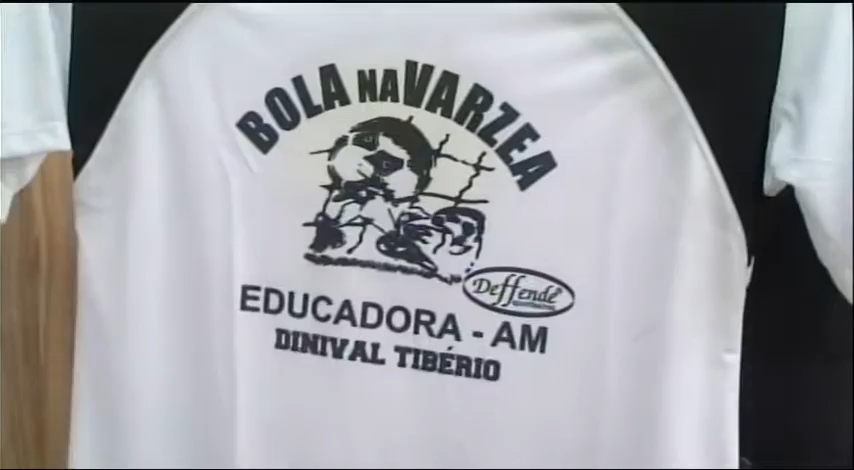 BOLA NA VARZEA
Deffende
EDUCADORA - AM
DINIVAL TIBÉRIO